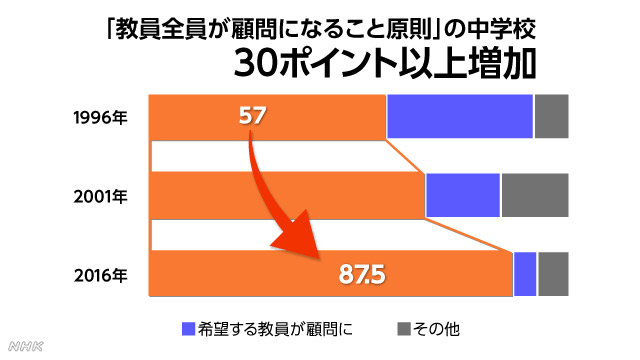 「教員全員が顧問になること原則」の中学校
30ポイント以上増加
1996年
57
2001年
2016年
87.5
希望する教員が顧問に
その他
NHK